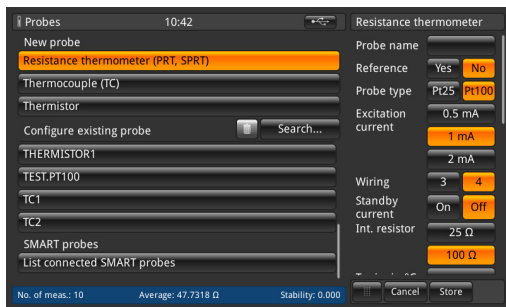 Probes 10:42
New probe
Resistance thermometer (PRT, SPRT)
Thermocouple (TC)
Thermistor
Configure existing probe Search...
THERMISTOR1
TEST.PT100
TC1
TC2
SMART probes
List connected SMART probes
No. of meas.: 10 Average: 47.7318 Ω Stability: 0.000
Resistance thermometer
Probe name
Reference Yes No
Probe type Pt25 Pt100
Excitation current 0.5 mA
1 mA
2 mA
Wiring 3 4
Standby current On Off
Int. resistor 25 Ω
100 Ω
Cancel Store